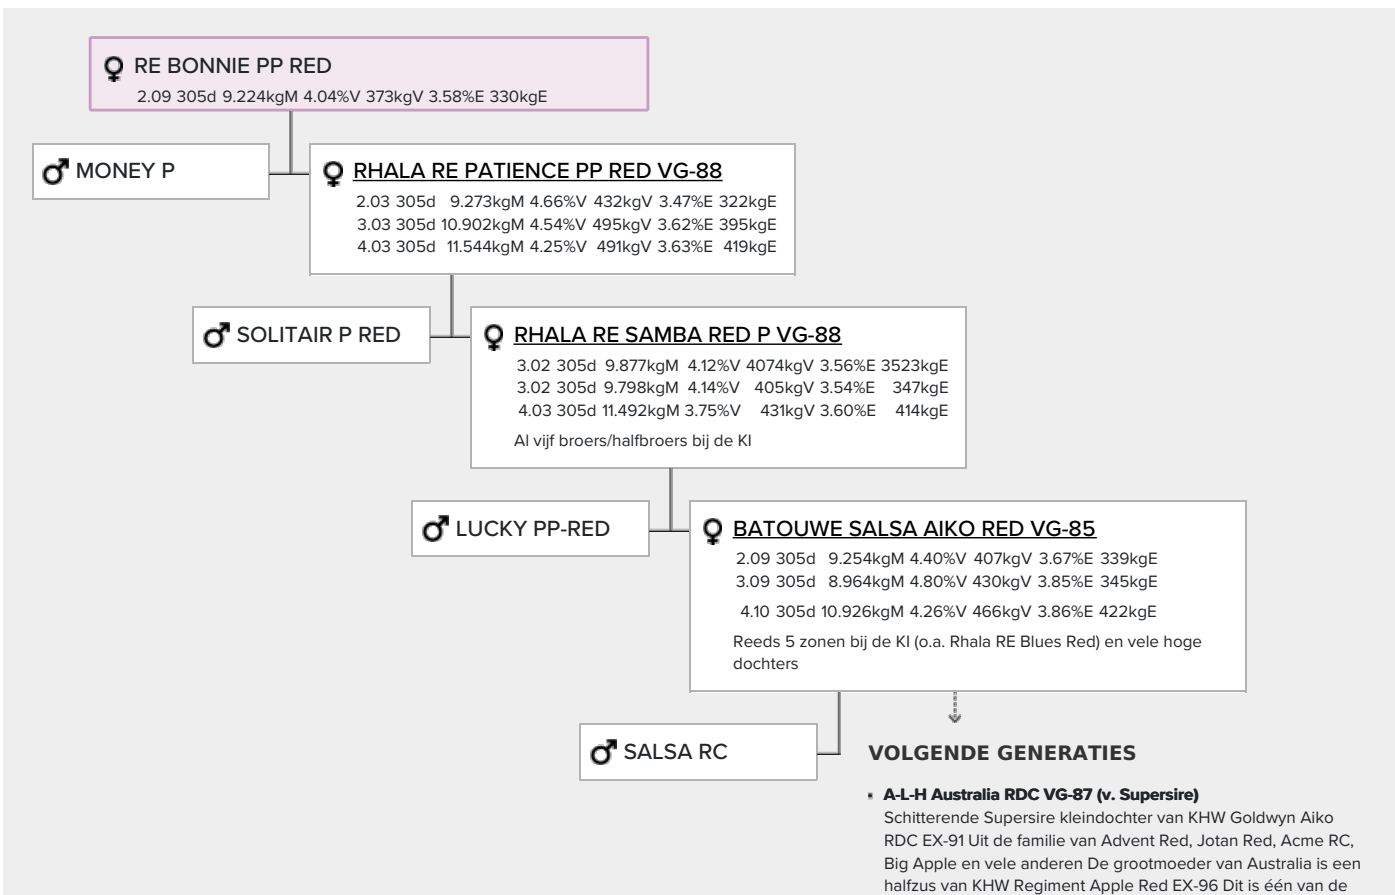 RE BONNIE PP RED
2.09 305d 9.224kgM 4.04%V 373kgV 3.58%E 330kgE
MONEY P
RHALA RE PATIENCE PP RED VG-88
2.03 305d 9.273kgM 4.66%V 432kgV 3.47%E 322kgE
3.03 305d 10.902kgM 4.54%V 495kgV 3.62%E 395kgE
4.03 305d 11.544kgM 4.25%V 491kgV 3.63%E 419kgE
SOLITAIR P RED
RHALA RE SAMBA RED P VG-88
3.02 305d 9.877kgM 4.12%V 4074kgV 3.56%E 3523kgE
3.02 305d 9.798kgM 4.14%V 405kgV 3.54%E 347kgE
4.03 305d 11.492kgM 3.75%V 431kgV 3.60%E 414kgE
Al vijf broers/halfbroers bij de KI
LUCKY PP-RED
BATOUWE SALSA AIKO RED VG-85
2.09 305d 9.254kgM 4.40%V 407kgV 3.67%E 339kgE
3.09 305d 8.964kgM 4.80%V 430kgV 3.85%E 345kgE
4.10 305d 10.926kgM 4.26%V 466kgV 3.86%E 422kgE
Reeds 5 zonen bij de KI (o.a. Rhala RE Blues Red) en vele hoge
dochters
SALSA RC
VOLGENDE GENERATIES
A-L-H Australia RDC VG-87 (v. Supersire)
Schitterende Supersire kleindochter van KHW Goldwyn Aiko
RDC EX-91 Uit de familie van Advent Red, Jotan Red, Acme RC,
Big Apple en vele anderen De grootmoeder van Australia is een
halfzus van KHW Regiment Apple Red EX-96 Dit is één van de